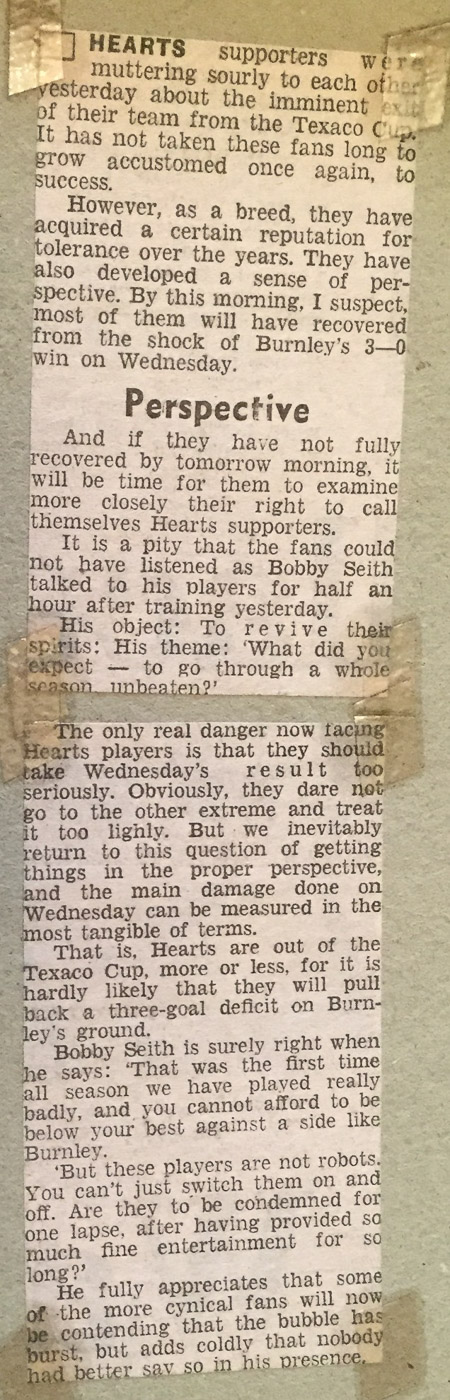 HEARTS supporters were
muttering sourly to each other
yesterday about the imminent exit
of their team from the Texaco Cup.
It has not taken these fans long to
grow accustomed once again, to
success.
However, as a breed, they have
acquired a certain reputation for
tolerance over the years. They have
also developed a sense of per-
spective. By this morning, I suspect,
most of them will have recovered
from the shock of Burnley's 3—0
win on Wednesday.
Perspective
And if they have not fully
recovered by tomorrow morning, it
will be time for them to examine
more closely their right to call
themselves Hearts supporters.
It is a pity that the fans could
not have listened as Bobby Seith
talked to his players for half an
hour after training yesterday.
His object: To revive their
spirits: His theme: 'What did you
expect — to go through a whole
season unbeaten?'
The only real danger now facing
Hearts players is that they should
take Wednesday's result too
seriously. Obviously, they dare not
go to the other extreme and treat
it too lighly. But we inevitably
return to this question of getting
things in the proper perspective,
and the main damage done on
Wednesday can be measured in the
most tangible of terms.
That is, Hearts are out of the
Texaco Cup, more or less, for it is
hardly likely that they will pull
back a three-goal deficit on Burn-
ley's ground.
Bobby Seith is surely right when
he says: 'That was the first time
all season we have played really
badly, and you cannot afford to be
below your best against a side like
Burnley.
'But these players are not robots.
You can't just switch them on and
off. Are they to be condemned for
one lapse, after having provided so
much fine entertainment for so
long?'
He fully appreciates that some
of the more cynical fans will now
be contending that the bubble has
burst, but adds coldly that nobody
had better say so in his presence.